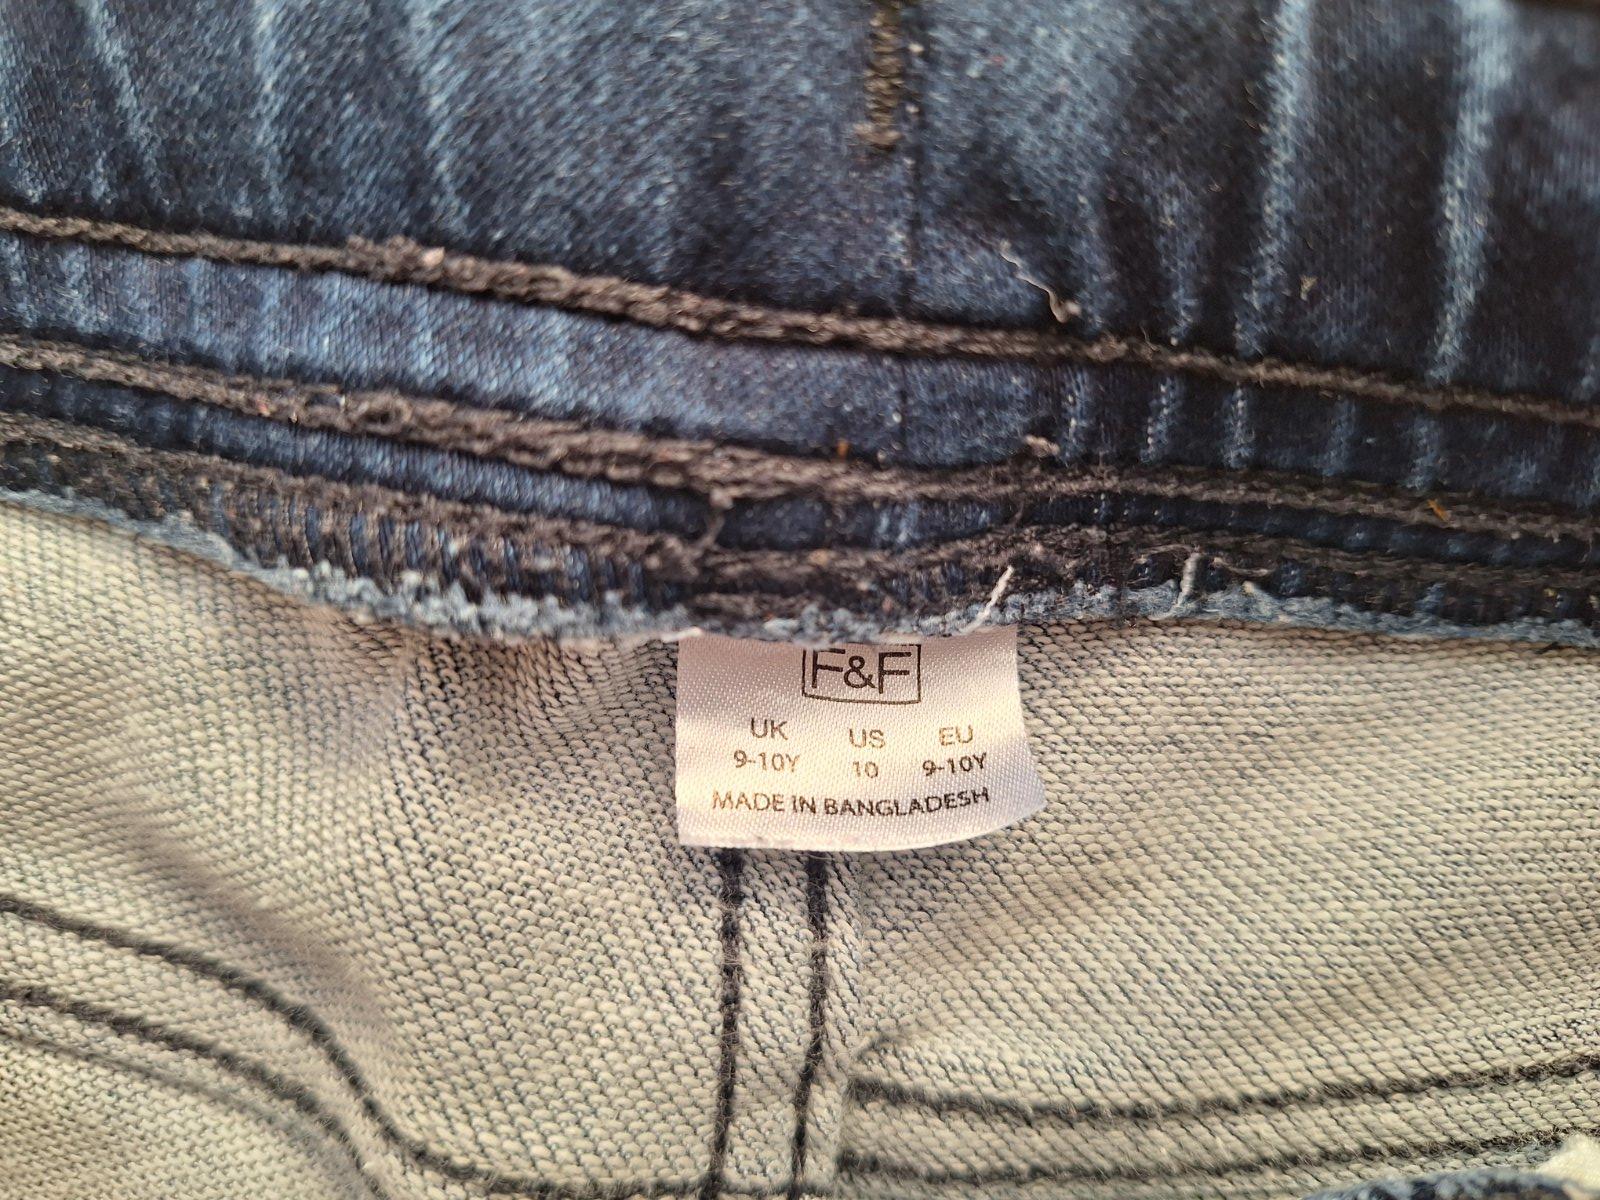 F&F
UK US EU
9-10Y 10 9-10Y
MADE IN BANGLADESH